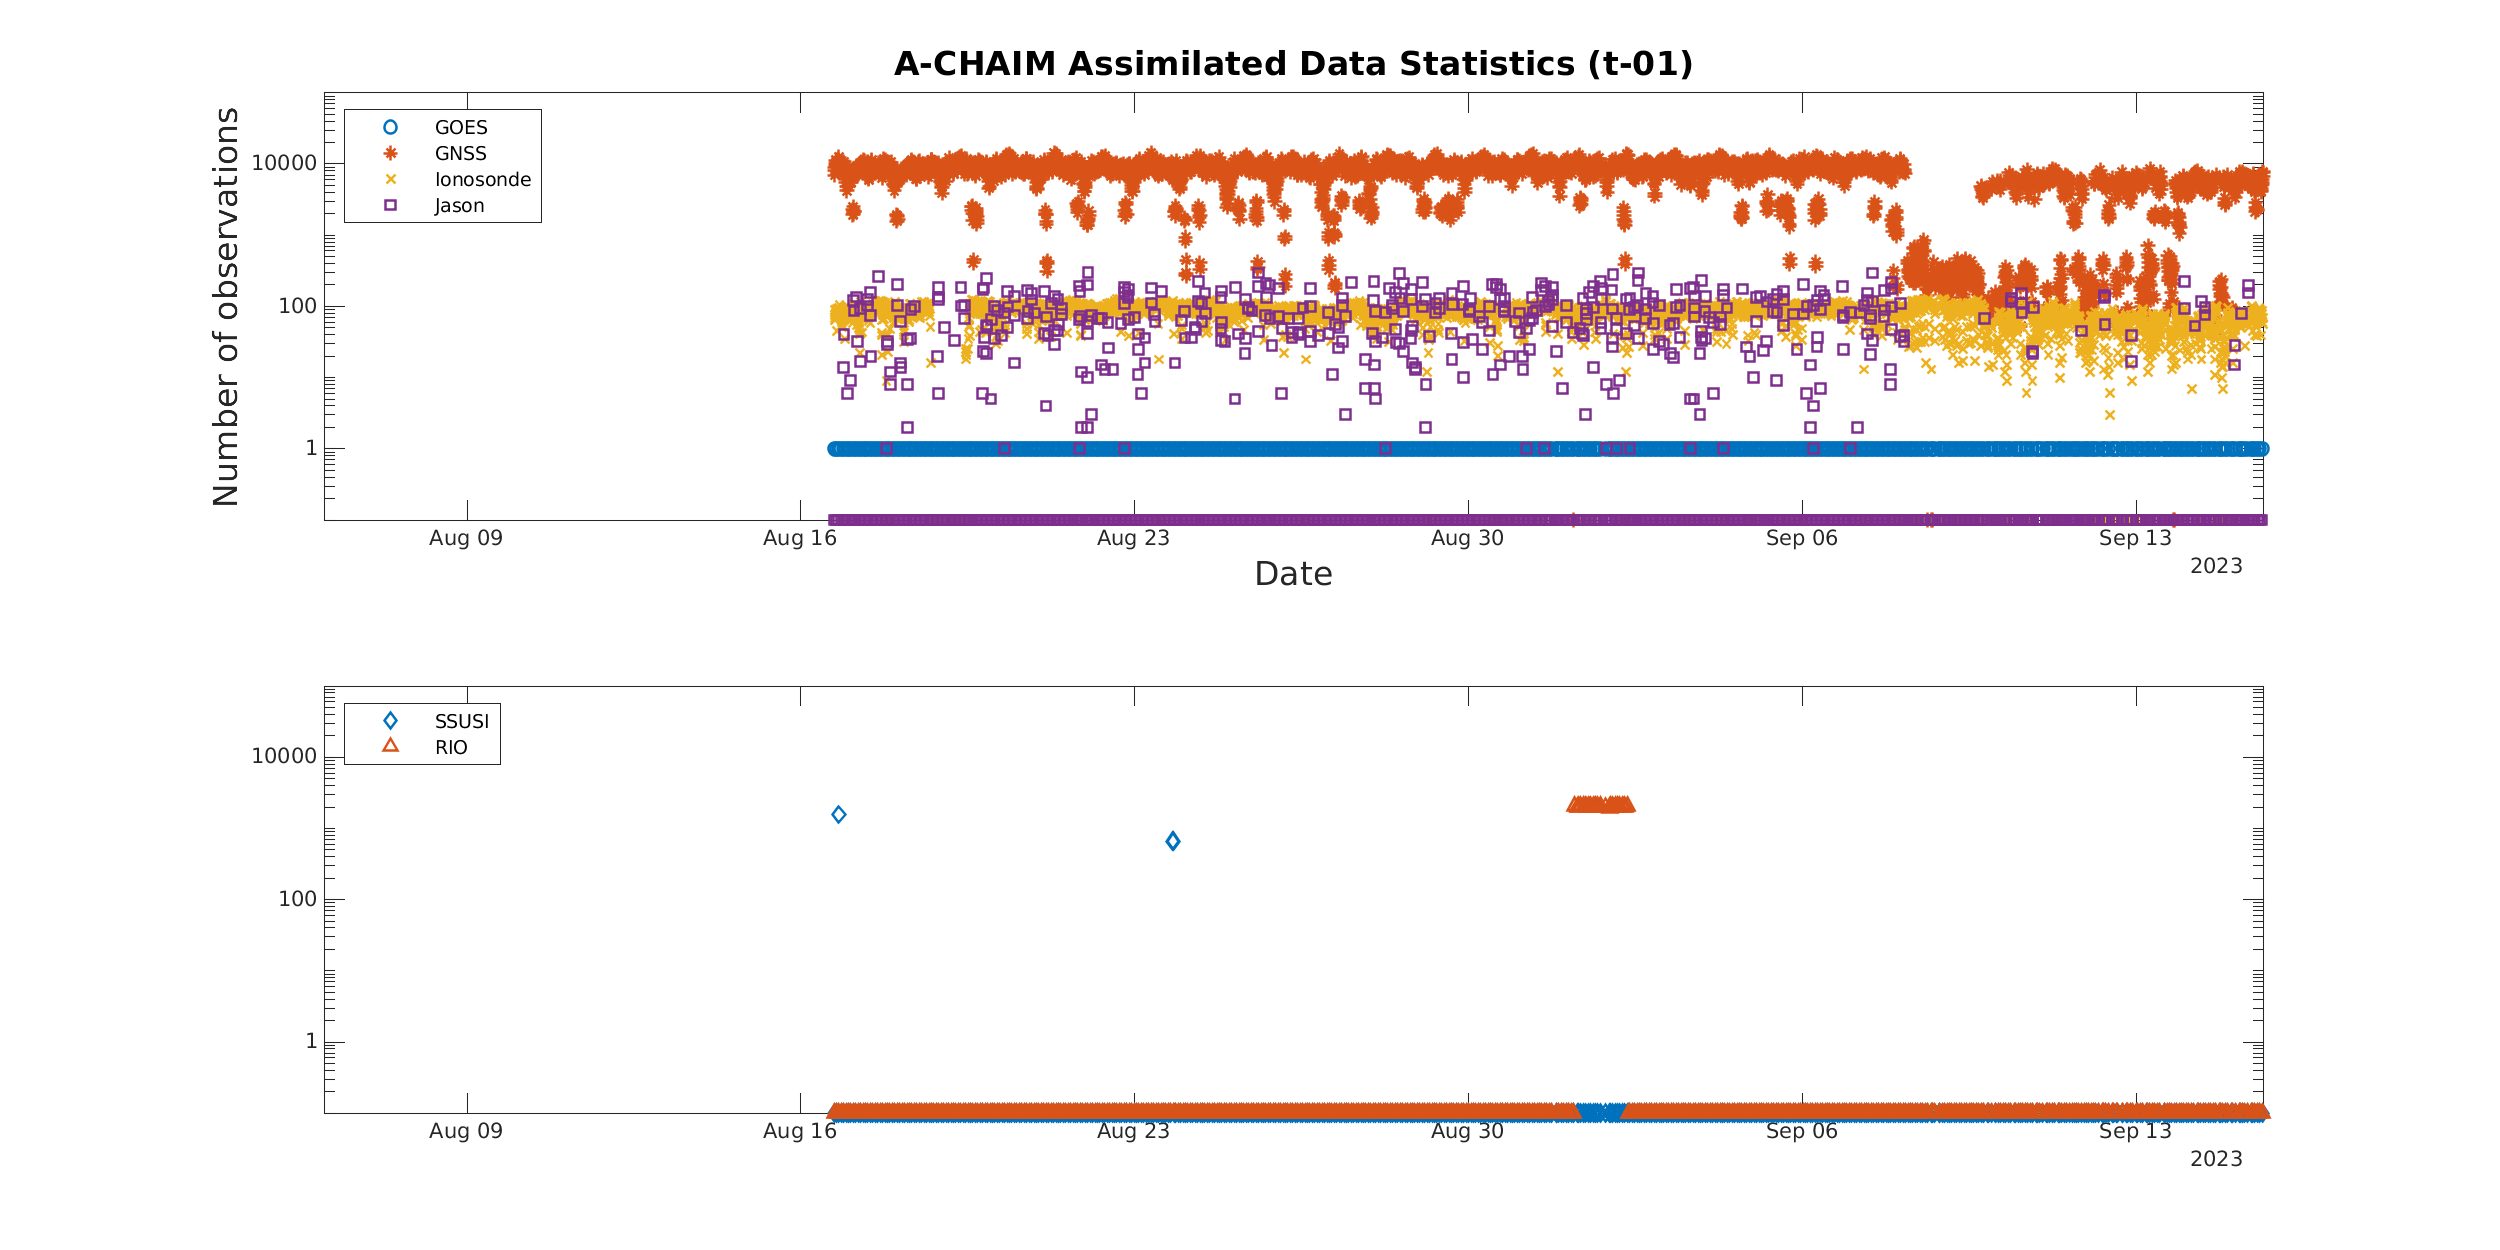 A-CHAIM Assimilated Data Statistics (t-01)
Number of observations
GOES
GNSS
Ionosonde
Jason
10000
100
1
Aug 09 Aug 16 Aug 23 Aug 30 Sep 06 Sep 13
2023
Date
SSUSI
RIO
10000
100
1
Aug 09 Aug 16 Aug 23 Aug 30 Sep 06 Sep 13
2023